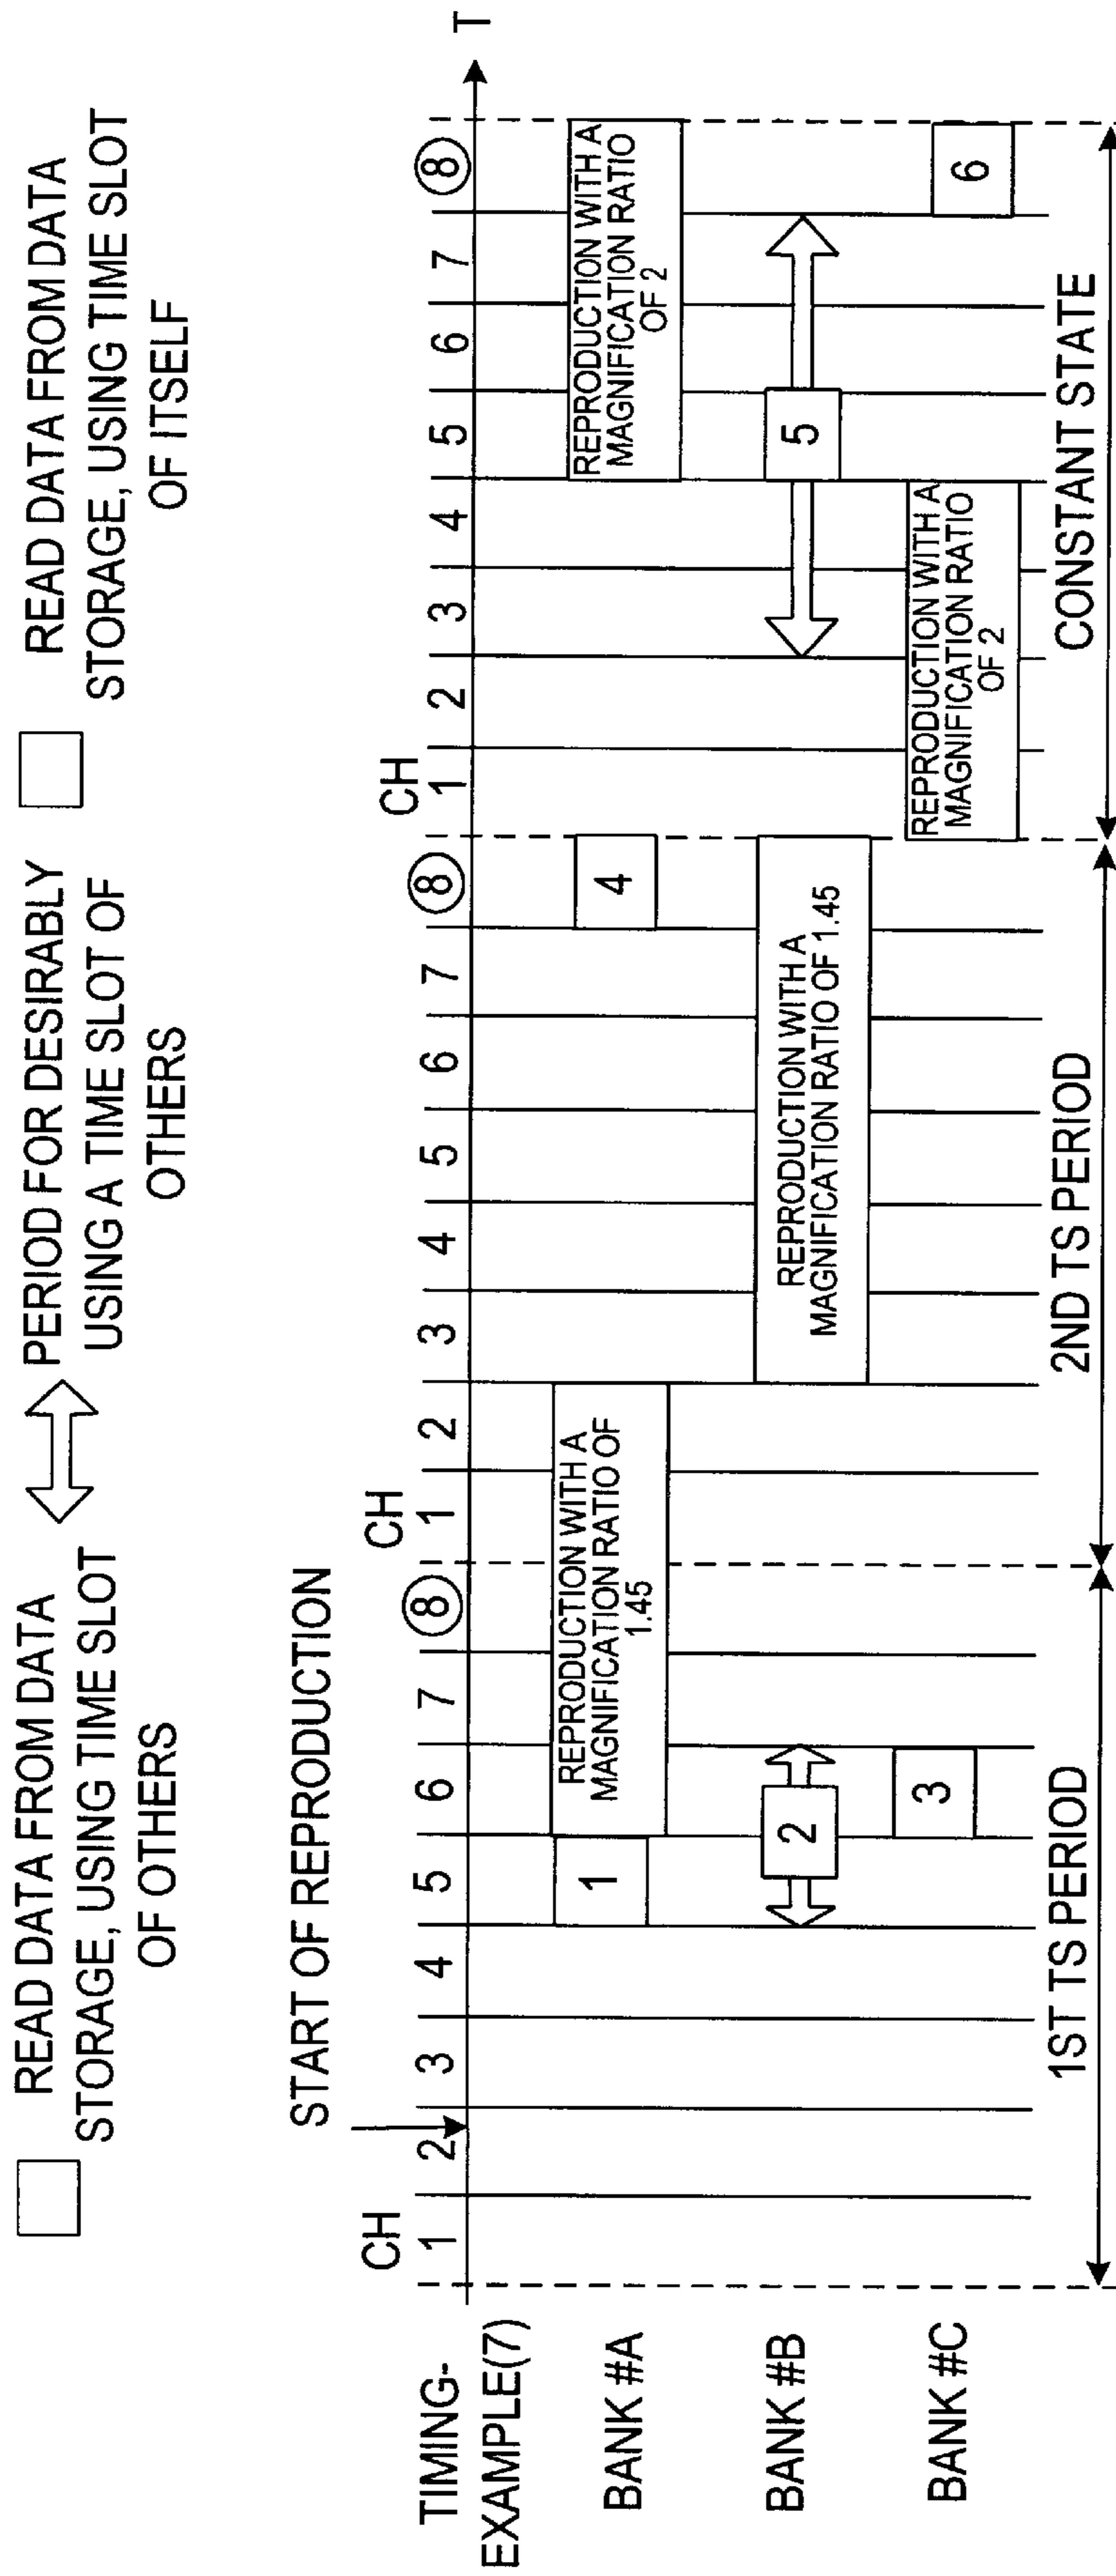 READ DATA FROM DATA
STORAGE, USING TIME SLOT
OF OTHERS
PERIOD FOR DESIRABLY
USING A TIME SLOT OF
OTHERS
READ DATA FROM DATA
STORAGE, USING TIME SLOT
OF ITSELF
START OF REPRODUCTION
CH CH CH
TIMING-
EXAMPLE(7)
1 2 3 4 5 6 7 8 1 2 3 4 5 6 7 8 1 2 3 4 5 6 7 8
T
BANK #A
1
REPRODUCTION WITH A
MAGNIFICATION RATIO OF
1.45
4
REPRODUCTION WITH A
MAGNIFICATION RATIO
OF 2
BANK #B
2
REPRODUCTION WITH A
MAGNIFICATION RATIO OF 1.45
5
BANK #C
3
REPRODUCTION WITH A
MAGNIFICATION RATIO
OF 2
6
1ST TS PERIOD
2ND TS PERIOD
CONSTANT STATE